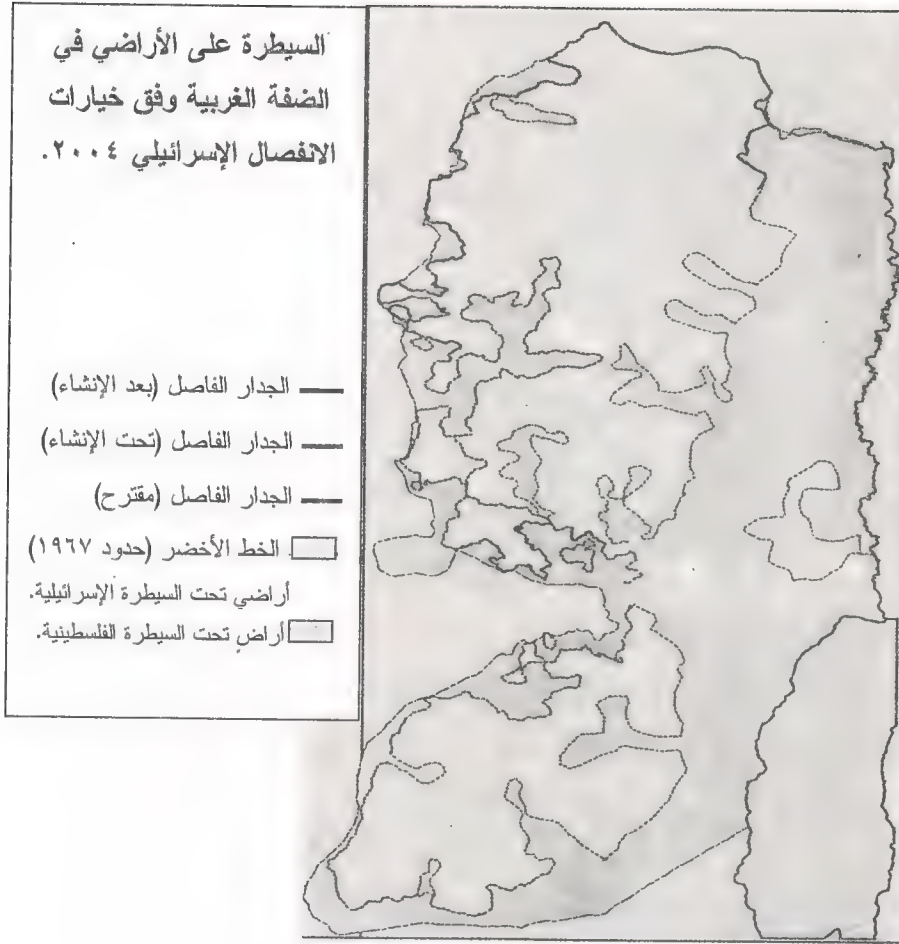 السيطرة على الأراضي في
الضفة الغربية وفق خيارات
الانفصال الإسرائيلي ٢٠٠٤.
الجدار الفاصل (بعد الإنشاء)
الجدار الفاصل (تحت الإنشاء)
الجدار الفاصل (مقترح)
الخط الأخضر (حدود ١٩٦٧)
أراضي تحت السيطرة الإسرائيلية.
أراضٍ تحت السيطرة الفلسطينية.